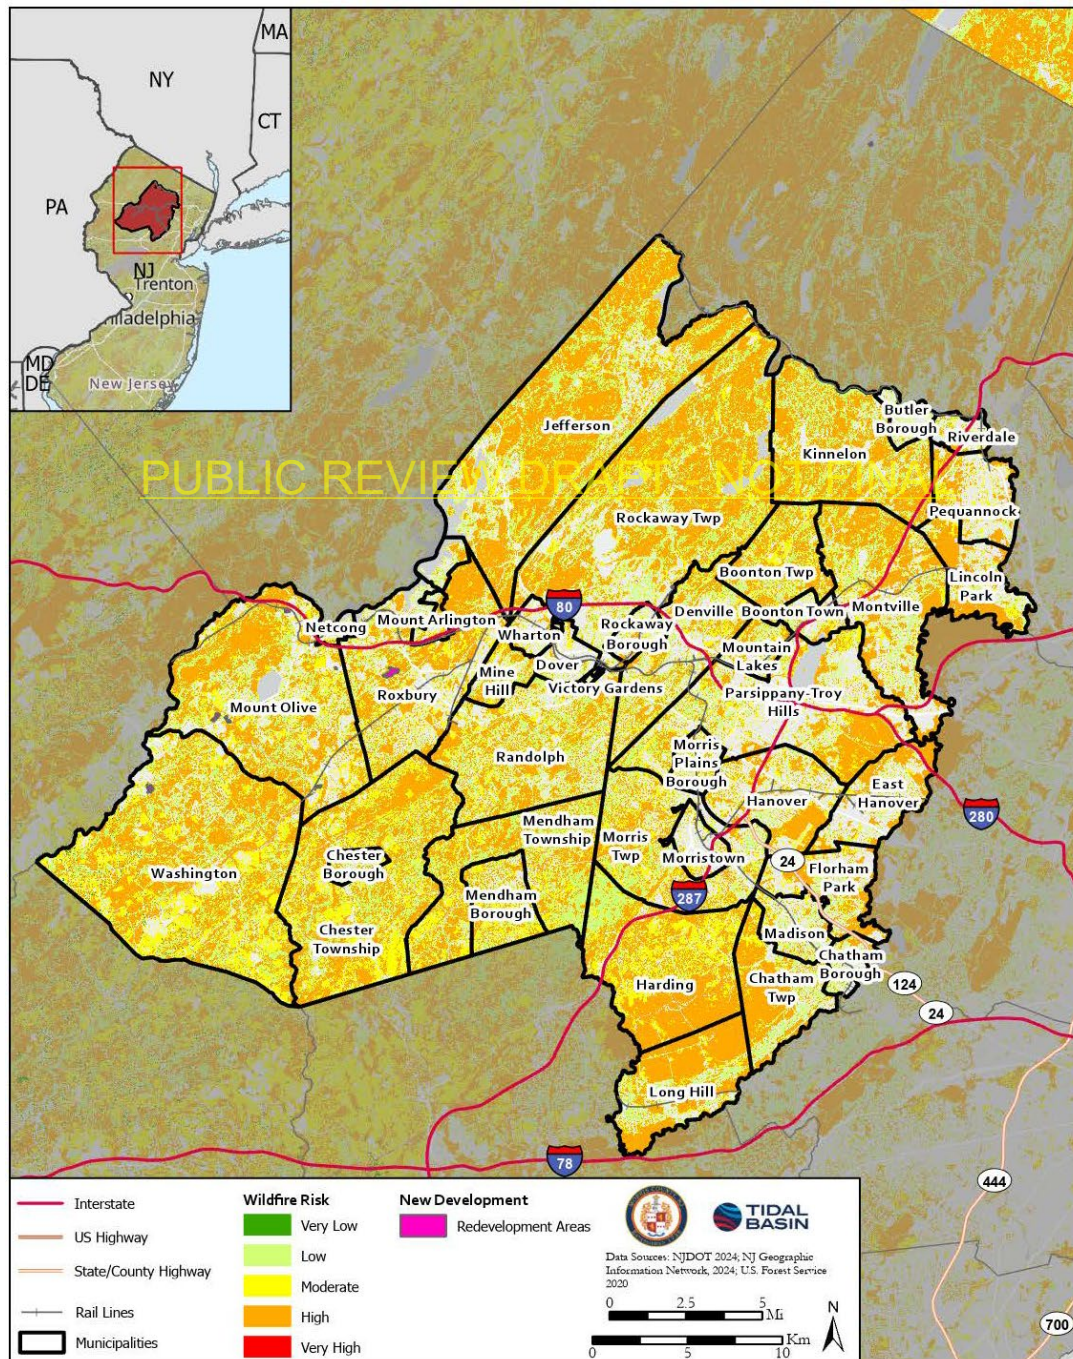 MA
NY
CT
PA
NJ
Trenton
hiladelphia
MD
DE
New Jersey
PUBLIC REVIEW DRAFT - NOT FINAL
Jefferson
Butler
Borough
Riverdale
Kinnelon
Pequannock
Rockaway Twp
Boonton Twp
Lincoln
Park
80
Denville
Boonton Town
Montville
Netcong
Mount Arlington
Wharton
Rockaway
Borough
Mountain
Lakes
Mine
Hill
Dover
Victory Gardens
Parsippany-Troy
Hills
Mount Olive
Roxbury
Randolph
Morris
Plains
Borough
East
Hanover
Hanover
280
Mendham
Township
Morris
Twp
Morristown
24
Florham
Park
Washington
Chester
Borough
Mendham
Borough
287
Chester
Township
Madison
Chatham
Borough
Harding
Chatham
Twp
124
24
Long Hill
78
444
700
Interstate
US Highway
State/County Highway
Rail Lines
Municipalities
Wildfire Risk
Very Low
Low
Moderate
High
Very High
New Development
Redevelopment Areas
TIDAL
BASIN
Data Sources: NJDOT 2024; NJ Geographic
Information Network, 2024; U.S. Forest Service
2020
0 2.5 5
Mi
Km
0 5 10
N